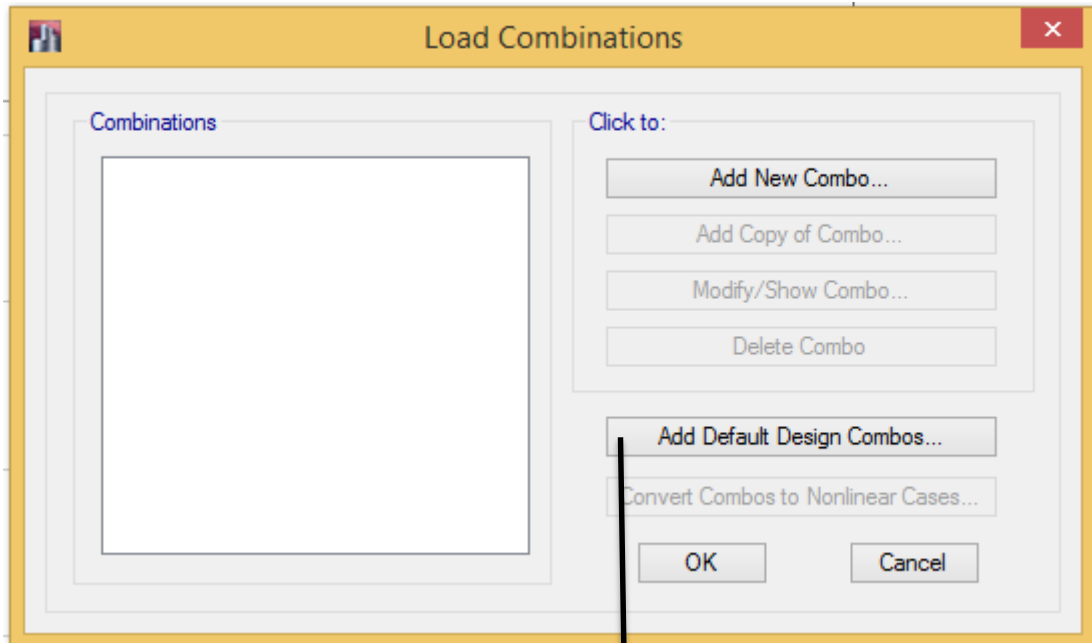 Load Combinations
Combinations
Click to:
Add New Combo...
Add Copy of Combo...
Modify/Show Combo...
Delete Combo
Add Default Design Combos...
Convert Combos to Nonlinear Cases...
OK
Cancel